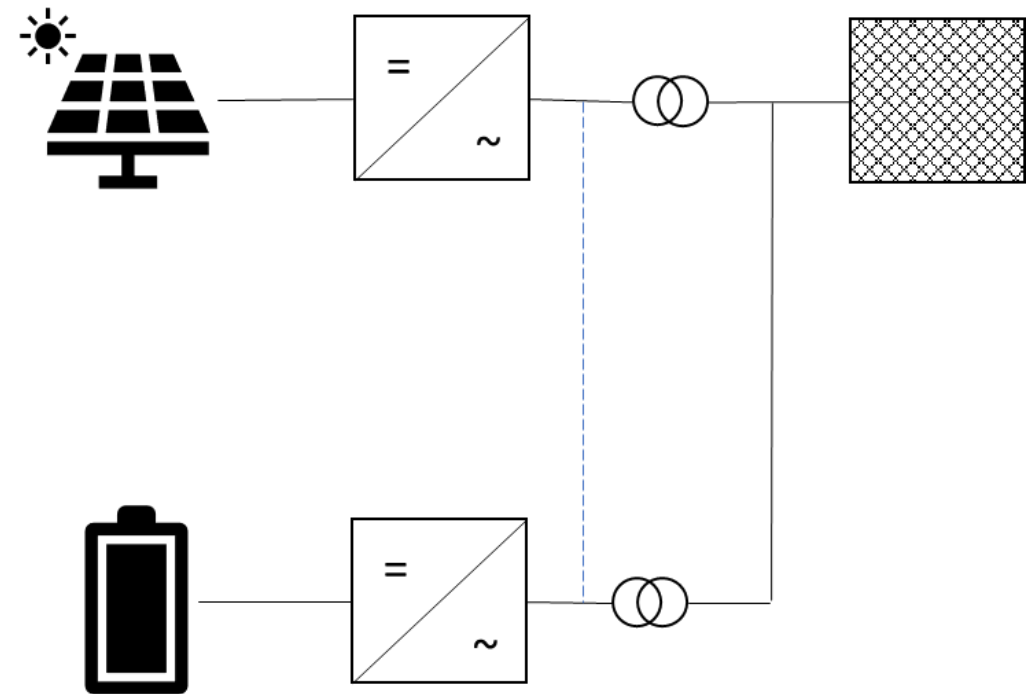 =
~
=
~